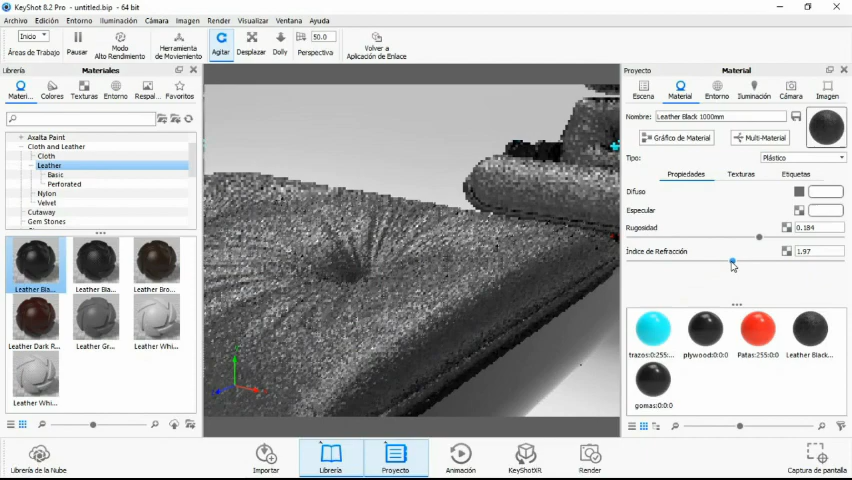 KeyShot 8.2 Pro - untitled.bip - 64 bit
Archivo Edición Entorno Iluminación Cámara Imagen Render Visualizar Ventana Ayuda
Inicio
Áreas de Trabajo
Pausar
Modo
Alto Rendimiento
Herramienta
de Moviemiento
Agitar
Desplazar
Dolly
50.0
Perspectiva
Volver a
Aplicación de Enlace
Librería
Materiales
Materi...
Colores
Texturas
Entorno
Respal...
Favoritos
Axalta Paint
Cloth and Leather
Cloth
Leather
Basic
Perforated
Nylon
Velvet
Cutaway
Gem Stones
Leather Bla...
Leather Bla...
Leather Bro...
Leather Dark R...
Leather Gr...
Leather Whi...
Leather Whi...
Proyecto
Material
Escena
Material
Entorno
Iluminación
Cámara
Imagen
Nombre: Leather Black 1000mm
Gráfico de Material
Multi-Material
Tipo: Plástico
Propiedades
Texturas
Etiquetas
Difuso
Especular
Rugosidad
0.184
Índice de Refracción
1.97
trazos:0:255:...
plywood:0:0:0
Patas:255:0:0
Leather Black...
gomas:0:0:0
Librería de la Nube
Importar
Librería
Proyecto
Animación
KeyShotXR
Render
Captura de pantalla